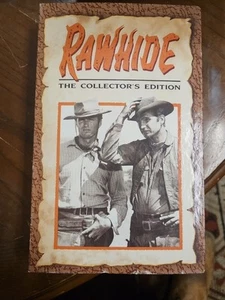 RAWHIDE
THE COLLECTOR'S EDITION